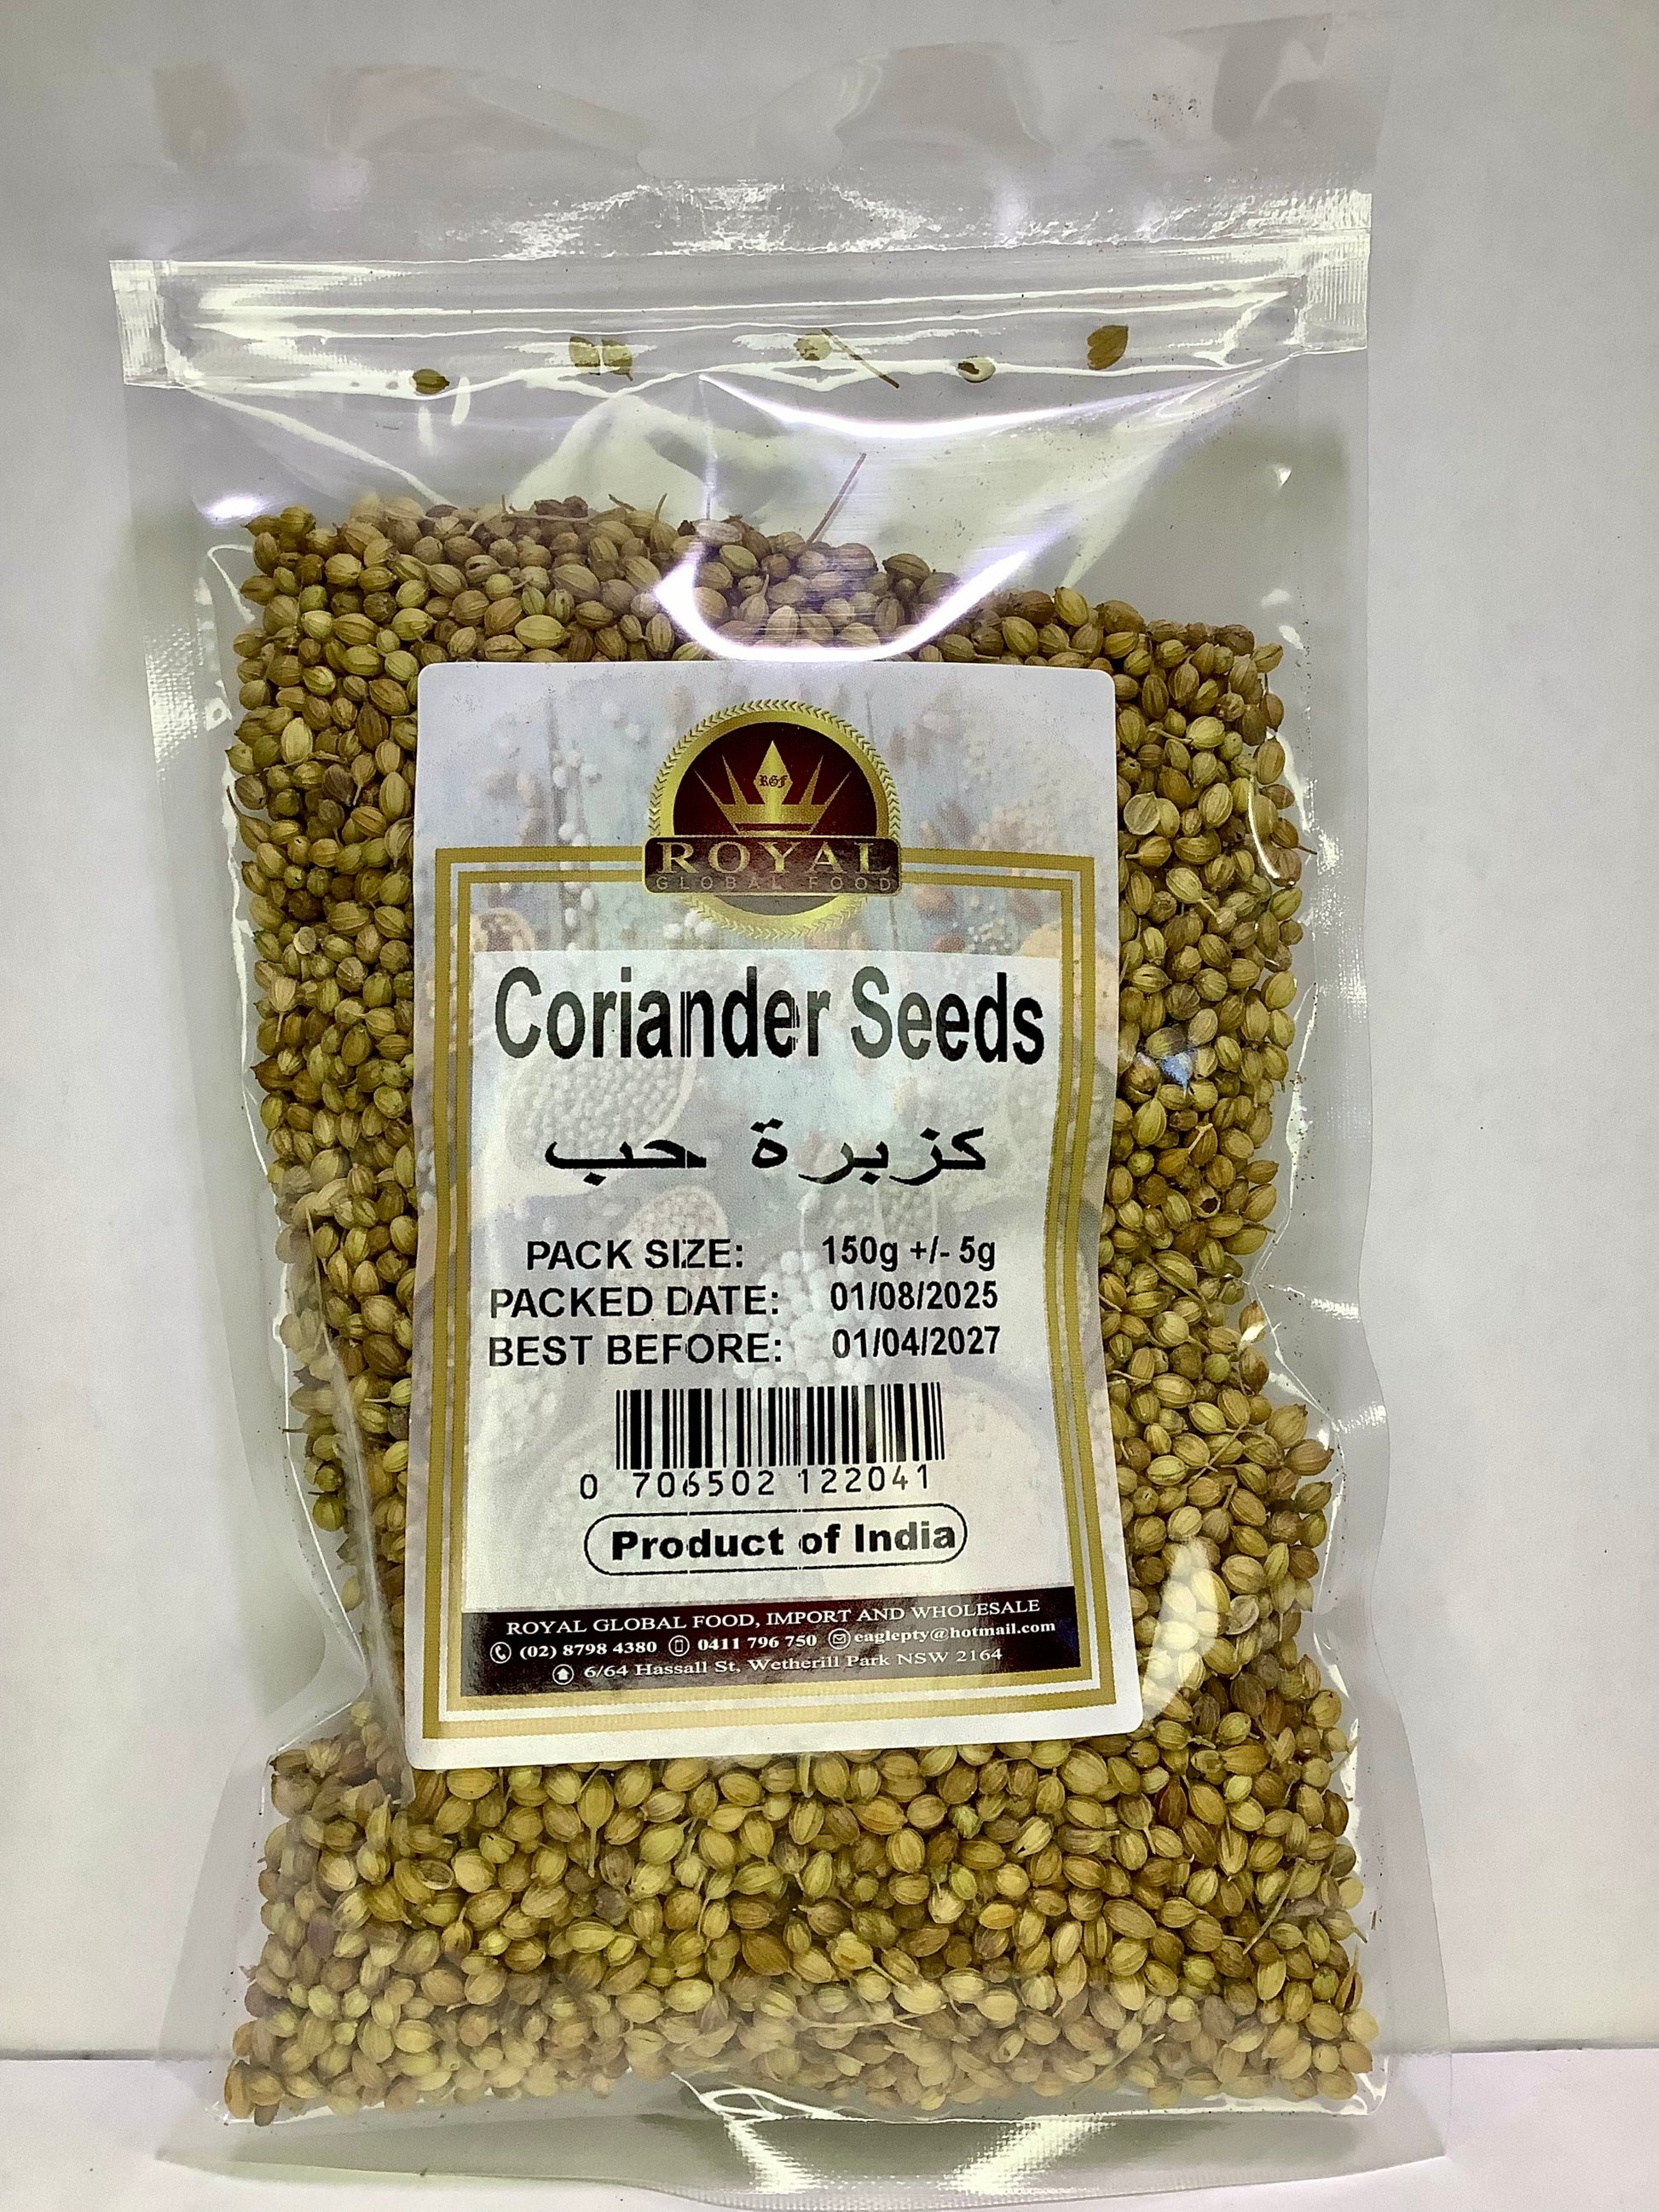 RGF
ROYAL
GLOBAL FOOD
Coriander Seeds
كزبرة حب
PACK SIZE: 150g +/- 5g
PACKED DATE: 01/08/2025
BEST BEFORE: 01/04/2027
0 706502 122041
Product of India
ROYAL GLOBAL FOOD, IMPORT AND WHOLESALE
(02) 8798 4380 0411 796 750 eaglepty@hotmail.com
6/64 Hassall St, Wetherill Park NSW 2164